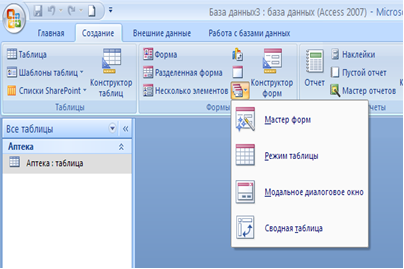 База данных3 : база данных (Access 2007) - Micros
Главная Создание Внешние данные Работа с базами данных
Таблица
Шаблоны таблиц
Списки SharePoint
Конструктор таблиц
Таблицы
Форма
Разделенная форма
Несколько элементов
Конструктор форм
Формы
Отчет
Наклейки
Пустой отчет
Мастер отчетов
четы
Все таблицы
Аптека
Аптека : таблица
Мастер форм
Режим таблицы
Модальное диалоговое окно
Сводная таблица